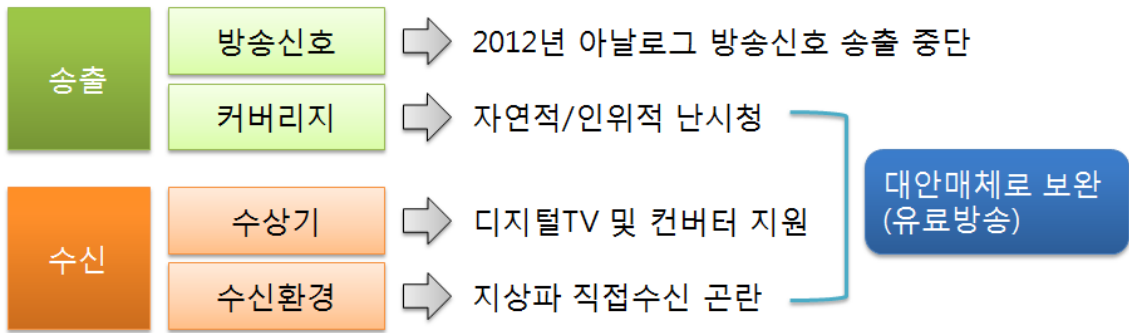 송출
방송신호
2012년 아날로그 방송신호 송출 중단
커버리지
자연적/인위적 난시청
수신
수상기
디지털TV 및 컨버터 지원
수신환경
지상파 직접수신 곤란
대안매체로 보완
(유료방송)